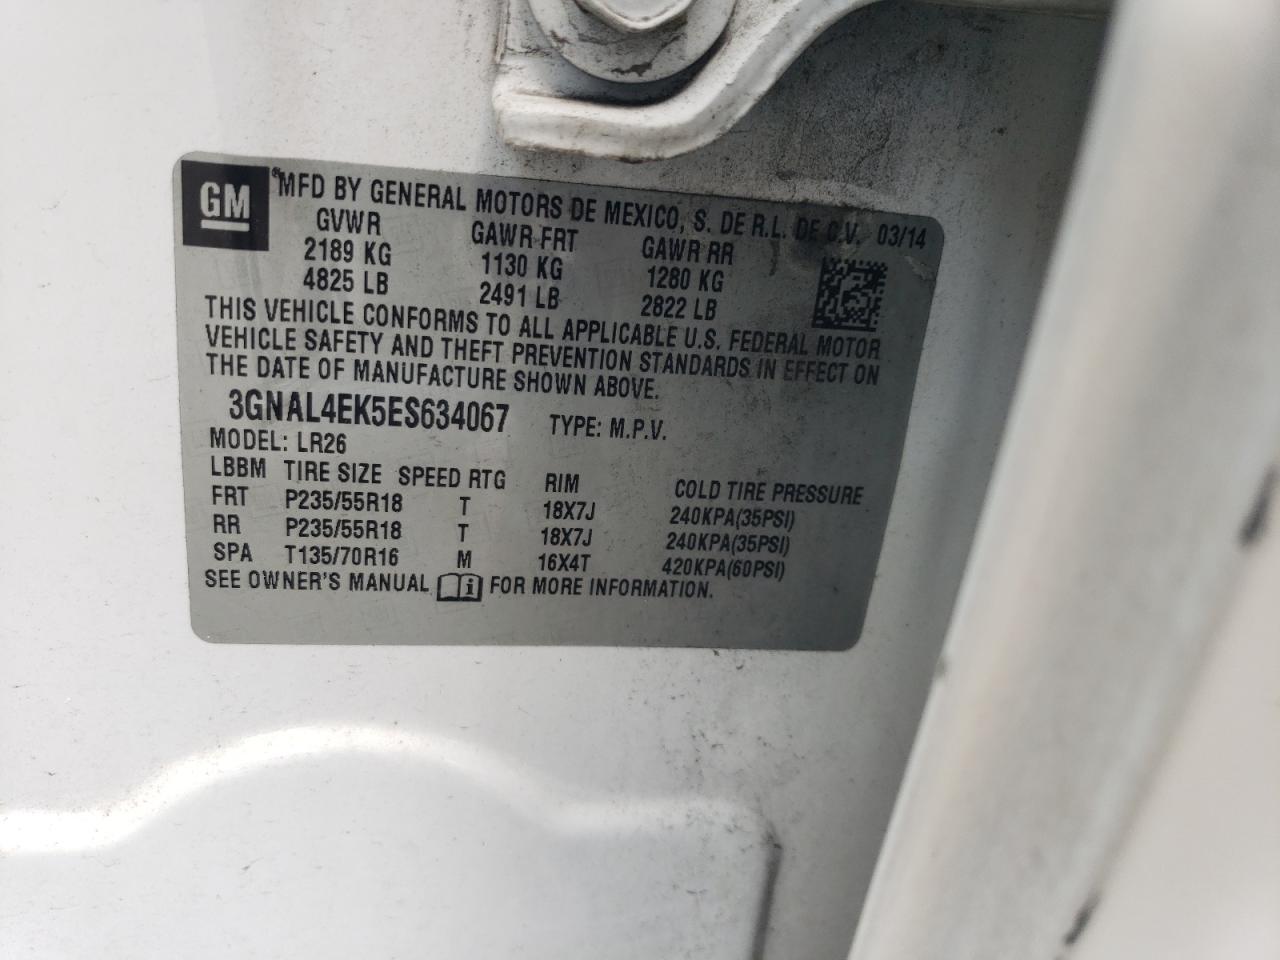 GM
®MFD BY GENERAL MOTORS DE MEXICO, S. DE R.L. DE C.V. 03/14
GVWR GAWR FRT GAWR RR
2189 KG 1130 KG 1280 KG
4825 LB 2491 LB 2822 LB
THIS VEHICLE CONFORMS TO ALL APPLICABLE U.S. FEDERAL MOTOR
VEHICLE SAFETY AND THEFT PREVENTION STANDARDS IN EFFECT ON
THE DATE OF MANUFACTURE SHOWN ABOVE.
3GNAL4EK5ES634067 TYPE: M.P.V.
MODEL: LR26
LBBM TIRE SIZE SPEED RTG RIM COLD TIRE PRESSURE
FRT P235/55R18 T 18X7J 240KPA(35PSI)
RR P235/55R18 T 18X7J 240KPA(35PSI)
SPA T135/70R16 M 16X4T 420KPA(60PSI)
SEE OWNER'S MANUAL i FOR MORE INFORMATION.